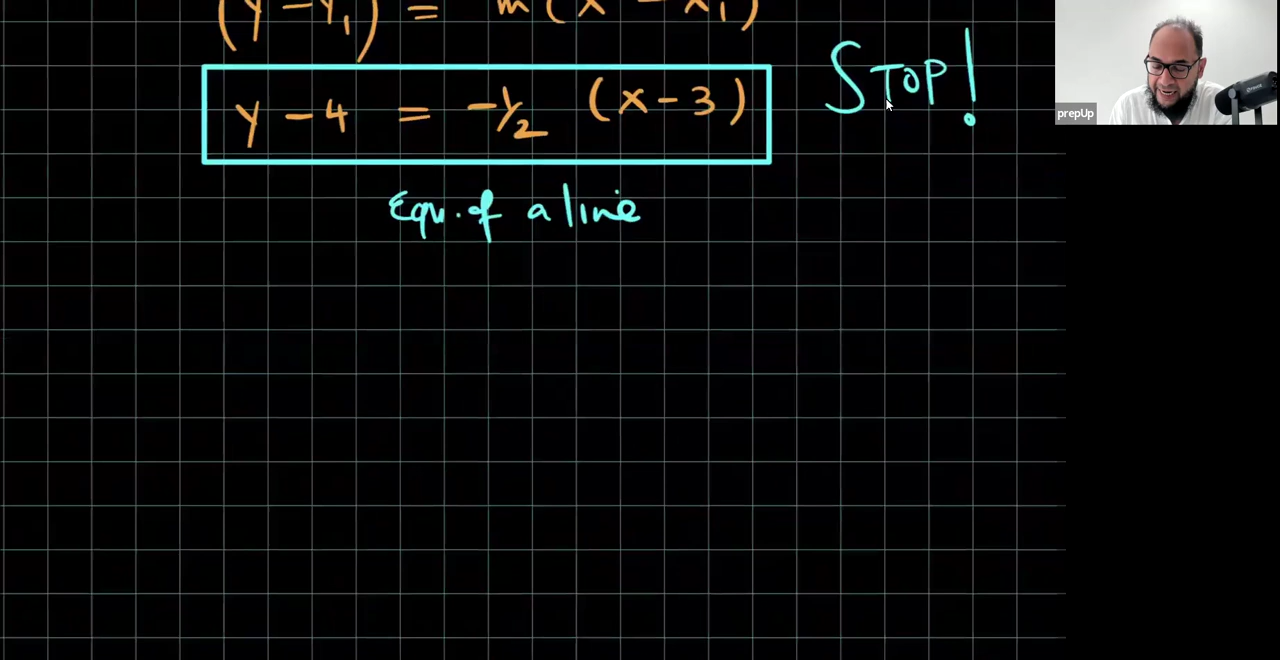 (y - y₁) = m(x - x₁)
y - 4 = -1/2 (x - 3)
STOP!
Equ. of a line
prepUp